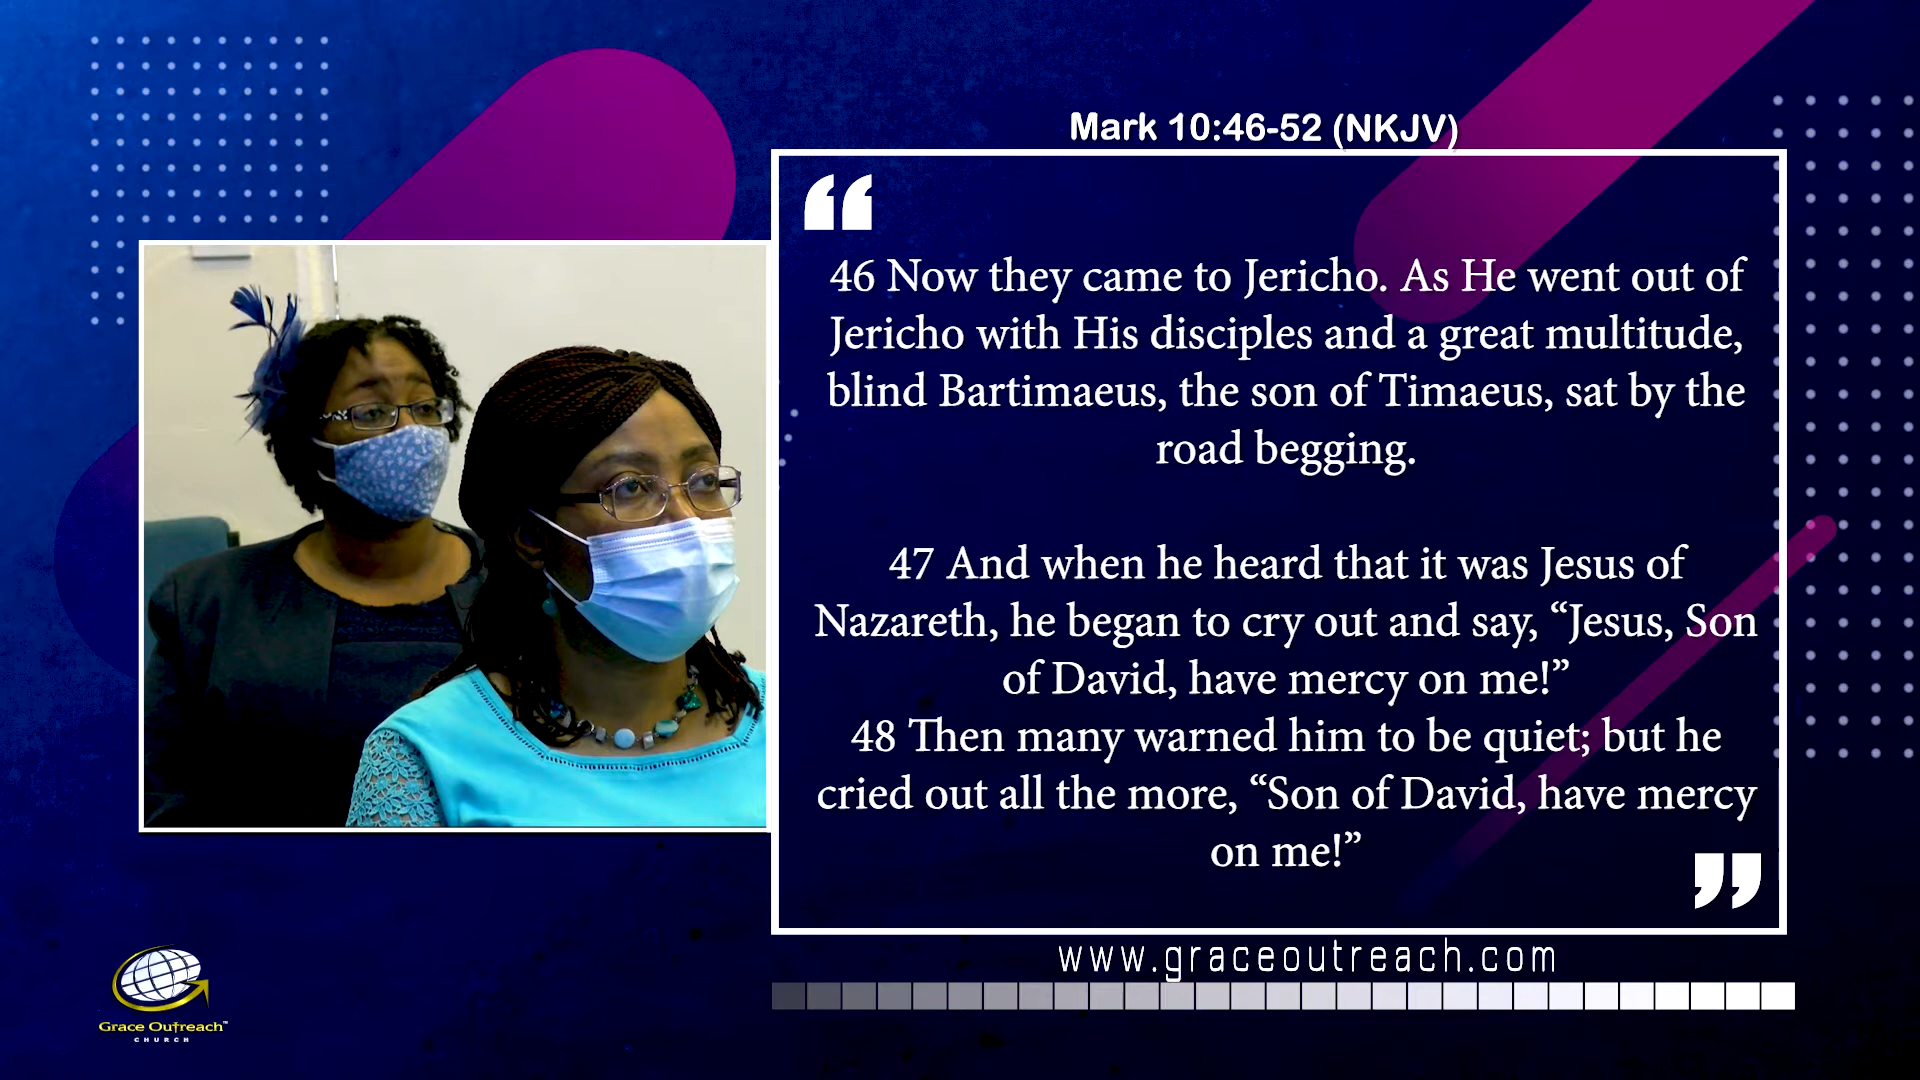 Mark 10:46-52 (NKJV)
“
46 Now they came to Jericho. As He went out of
Jericho with His disciples and a great multitude,
blind Bartimaeus, the son of Timaeus, sat by the
road begging.
47 And when he heard that it was Jesus of
Nazareth, he began to cry out and say, “Jesus, Son
of David, have mercy on me!”
48 Then many warned him to be quiet; but he
cried out all the more, “Son of David, have mercy
on me!”
”
www.graceoutreach.com
Grace Outreach™
CHURCH